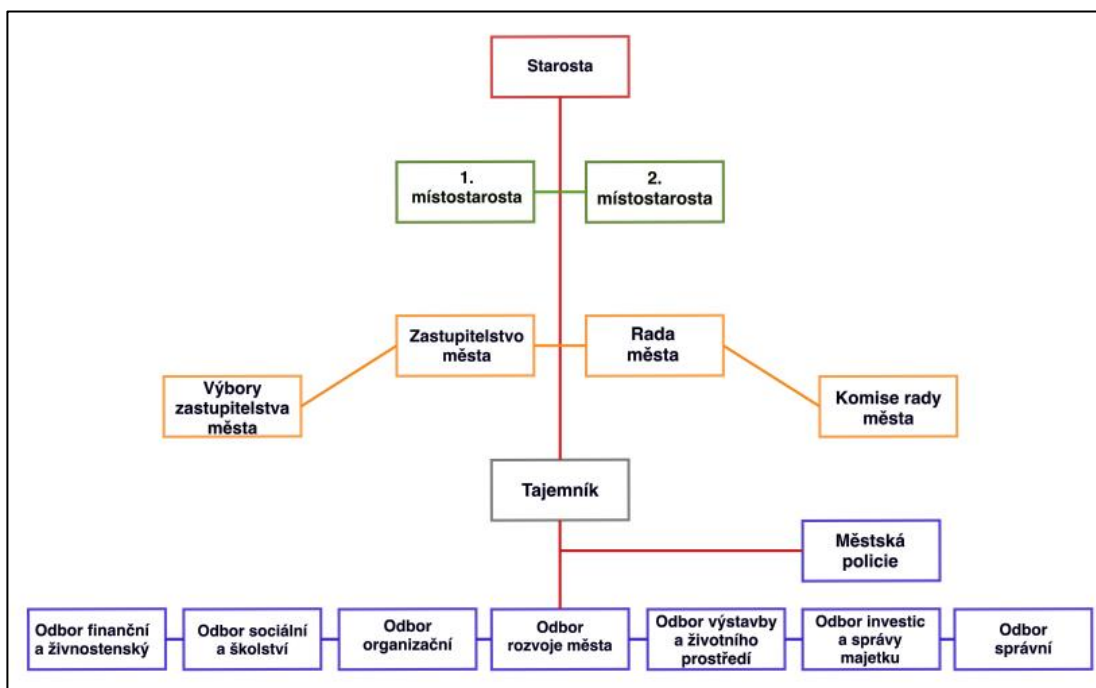 Starosta
1.
místostarosta
2.
místostarosta
Zastupitelstvo
města
Rada
města
Výbory
zastupitelstva
města
Komise rady
města
Tajemník
Městská
policie
Odbor finanční
a živnostenský
Odbor sociální
a školství
Odbor
organizační
Odbor
rozvoje města
Odbor výstavby
a životního
prostředí
Odbor investic
a správy
majetku
Odbor
správní